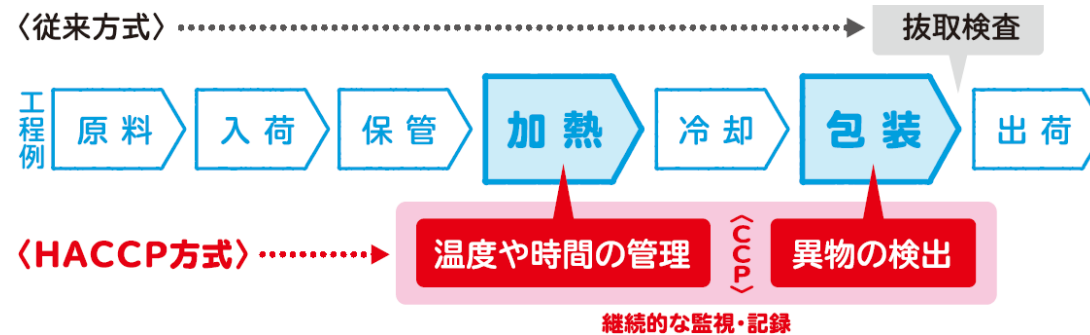 〈従来方式〉
抜取検査
工程例
原料
入荷
保管
加熱
冷却
包装
出荷
〈HACCP方式〉
温度や時間の管理
〈CCP〉
異物の検出
継続的な監視・記録